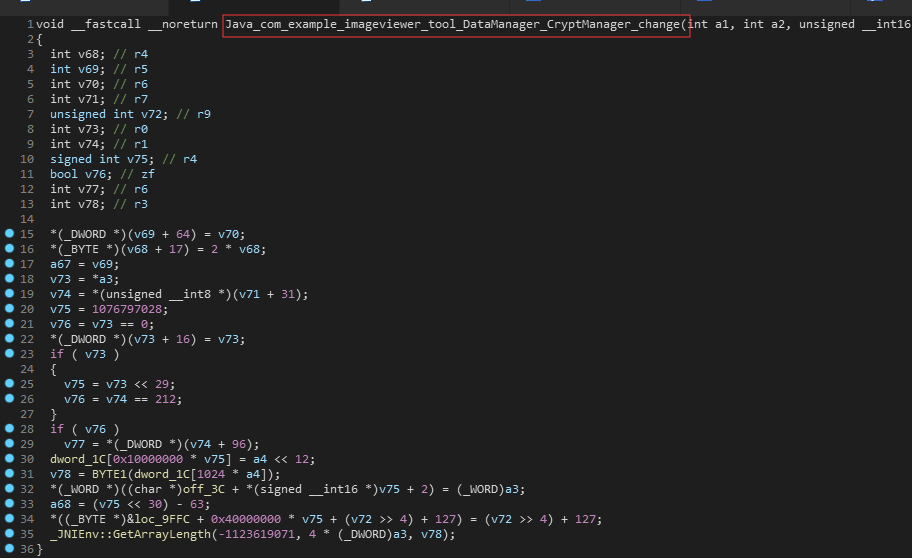 1 void __fastcall __noreturn Java_com_example_imageviewer_tool_DataManager_CryptManager_change(int a1, int a2, unsigned __int16
2 {
3 int v68; // r4
4 int v69; // r5
5 int v70; // r6
6 int v71; // r7
7 unsigned int v72; // r9
8 int v73; // r0
9 int v74; // r1
10 signed int v75; // r4
11 bool v76; // zf
12 int v77; // r6
13 int v78; // r3
14
15 *(_DWORD *)(v69 + 64) = v70;
16 *(_BYTE *)(v68 + 17) = 2 * v68;
17 a67 = v69;
18 v73 = *a3;
19 v74 = *(unsigned __int8 *)(v71 + 31);
20 v75 = 1076797028;
21 v76 = v73 == 0;
22 *(_DWORD *)(v73 + 16) = v73;
23 if ( v73 )
24 {
25 v75 = v73 << 29;
26 v76 = v74 == 212;
27 }
28 if ( v76 )
29 v77 = *(_DWORD *)(v74 + 96);
30 dword_1C[0x10000000 * v75] = a4 << 12;
31 v78 = BYTE1(dword_1C[1024 * a4]);
32 *(_WORD *)((char *)off_3C + *(signed __int16 *)v75 + 2) = (_WORD)a3;
33 a68 = (v75 << 30) - 63;
34 *((_BYTE *)&loc_9FFC + 0x40000000 * v75 + (v72 >> 4) + 127) = (v72 >> 4) + 127;
35 _JNIEnv::GetArrayLength(-1123619071, 4 * (_DWORD)a3, v78);
36 }